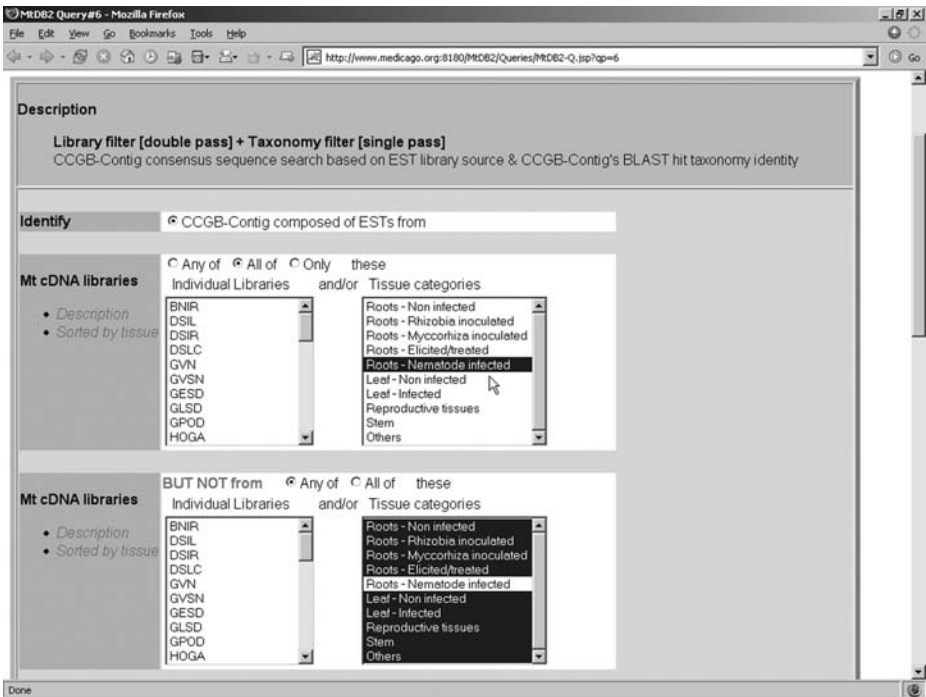 MtDB2 Query#6 - Mozilla Firefox
File Edit View Go Bookmarks Tools Help
http://www.medicago.org:8180/MtDB2/Queries/MtDB2-Q.jsp?qp=6 Go
Description
Library filter [double pass] + Taxonomy filter [single pass]
CCGB-Contig consensus sequence search based on EST library source & CCGB-Contig's BLAST hit taxonomy identity
Identify CCGB-Contig composed of ESTs from
Any of All of Only these
Mt cDNA libraries Individual Libraries and/or Tissue categories
Description
Sorted by tissue
BNIR Roots - Non infected
DSIL Roots - Rhizobia inoculated
DSIR Roots - Myccorhiza inoculated
DSLC Roots - Elicited/treated
GVN Roots - Nematode infected
GVSN Leaf - Non infected
GESD Leaf - Infected
GLSD Reproductive tissues
GPOD Stem
HOGA Others
BUT NOT from Any of All of these
Mt cDNA libraries Individual Libraries and/or Tissue categories
Description
Sorted by tissue
BNIR Roots - Non infected
DSIL Roots - Rhizobia inoculated
DSIR Roots - Myccorhiza inoculated
DSLC Roots - Elicited/treated
GVN Roots - Nematode infected
GVSN Leaf - Non infected
GESD Leaf - Infected
GLSD Reproductive tissues
GPOD Stem
HOGA Others
Done